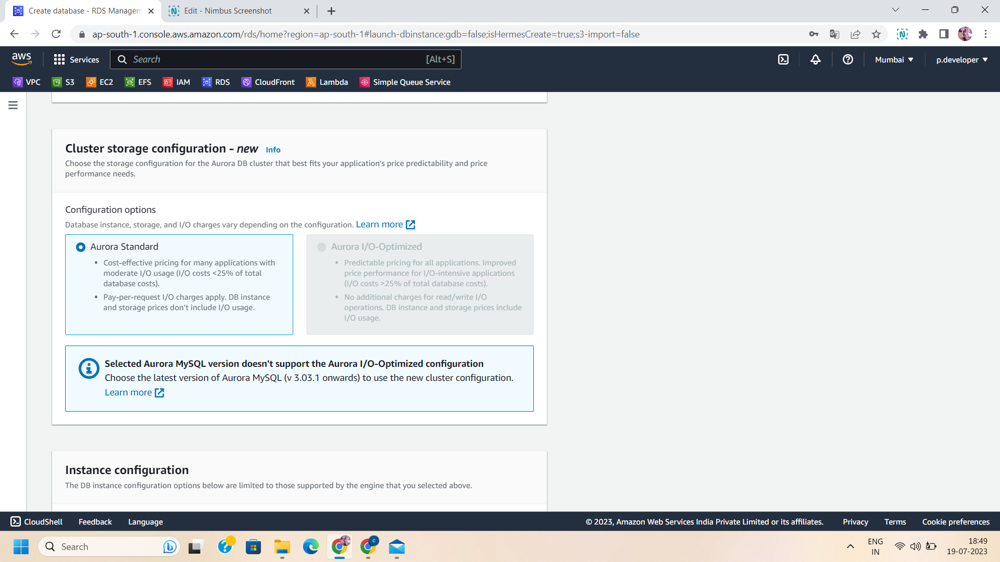 Create database - RDS Managem
Edit - Nimbus Screenshot
ap-south-1.console.aws.amazon.com/rds/home?region=ap-south-1#launch-dbinstance:gdb=false;isHermesCreate=true;s3-import=false
aws
Services
Search
[Alt+S]
Mumbai
p.developer
VPC
S3
EC2
EFS
IAM
RDS
CloudFront
Lambda
Simple Queue Service
Cluster storage configuration - new Info
Choose the storage configuration for the Aurora DB cluster that best fits your application's price predictability and price
performance needs.
Configuration options
Database instance, storage, and I/O charges vary depending on the configuration. Learn more
Aurora Standard
• Cost-effective pricing for many applications with
moderate I/O usage (I/O costs <25% of total
database costs).
• Pay-per-request I/O charges apply. DB instance
and storage prices don't include I/O usage.
Aurora I/O-Optimized
• Predictable pricing for all applications. Improved
price performance for I/O-intensive applications
(I/O costs >25% of total database costs).
• No additional charges for read/write I/O
operations. DB instance and storage prices include
I/O usage.
Selected Aurora MySQL version doesn't support the Aurora I/O-Optimized configuration
Choose the latest version of Aurora MySQL (v 3.03.1 onwards) to use the new cluster configuration.
Learn more
Instance configuration
The DB instance configuration options below are limited to those supported by the engine that you selected above.
CloudShell
Feedback
Language
© 2023, Amazon Web Services India Private Limited or its affiliates.
Privacy
Terms
Cookie preferences
Search
ENG
IN
18:49
19-07-2023